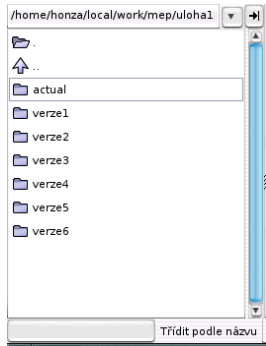 /home/honza/local/work/mep/uloha1
.
..
actual
verze1
verze2
verze3
verze4
verze5
verze6
Třídit podle názvu